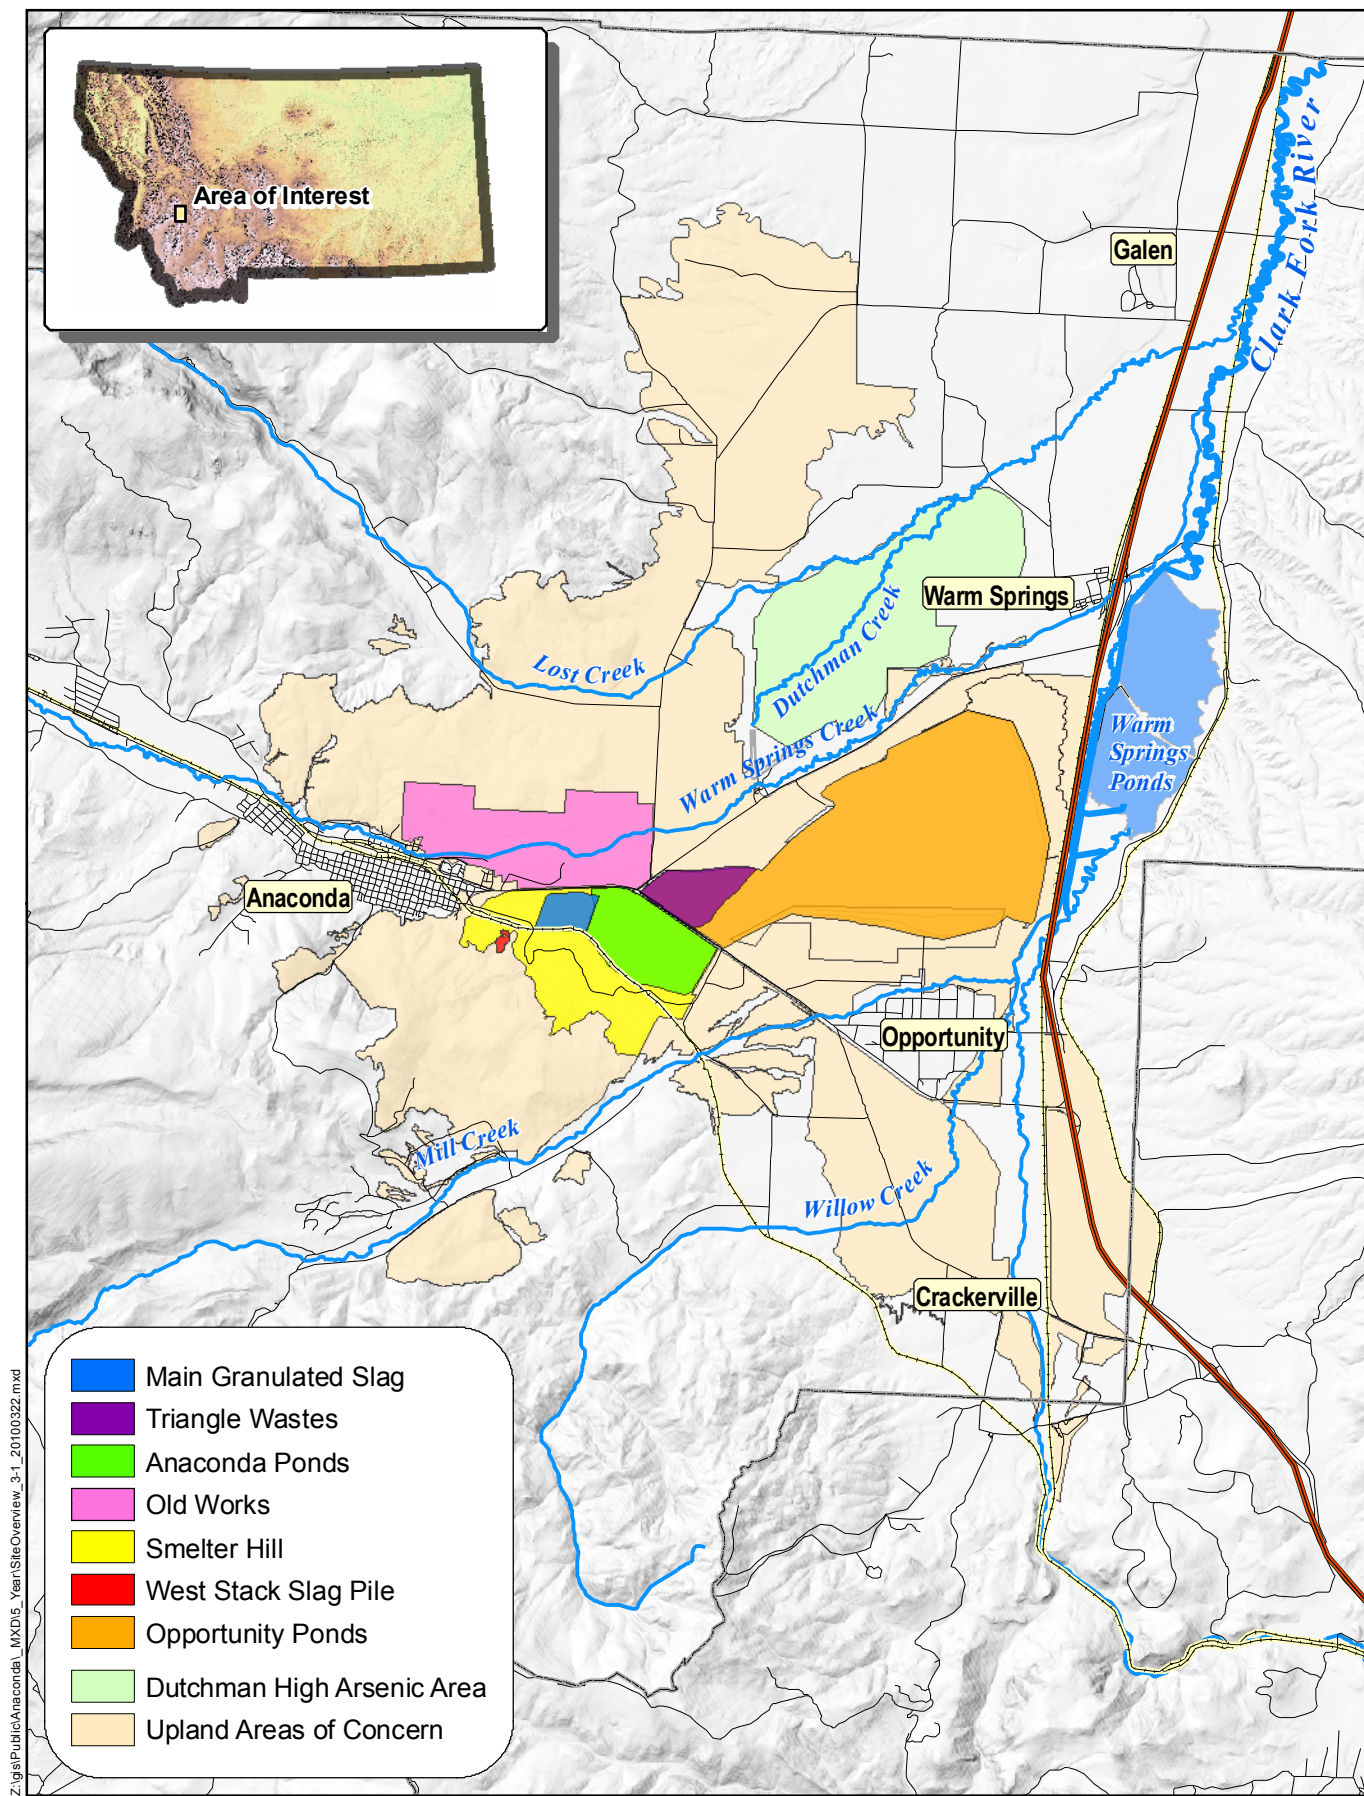 Area of Interest
Galen
Clark Fork River
Warm Springs
Dutchman Creek
Lost Creek
Warm
Springs
Ponds
Warm Springs Creek
Anaconda
Opportunity
Mill Creek
Willow Creek
Crackerville
Main Granulated Slag
Triangle Wastes
Anaconda Ponds
Old Works
Smelter Hill
West Stack Slag Pile
Opportunity Ponds
Dutchman High Arsenic Area
Upland Areas of Concern
Z:\gis\Public\Anaconda\_MXD\5_Year\SiteOverview_3-1_20100322.mxd